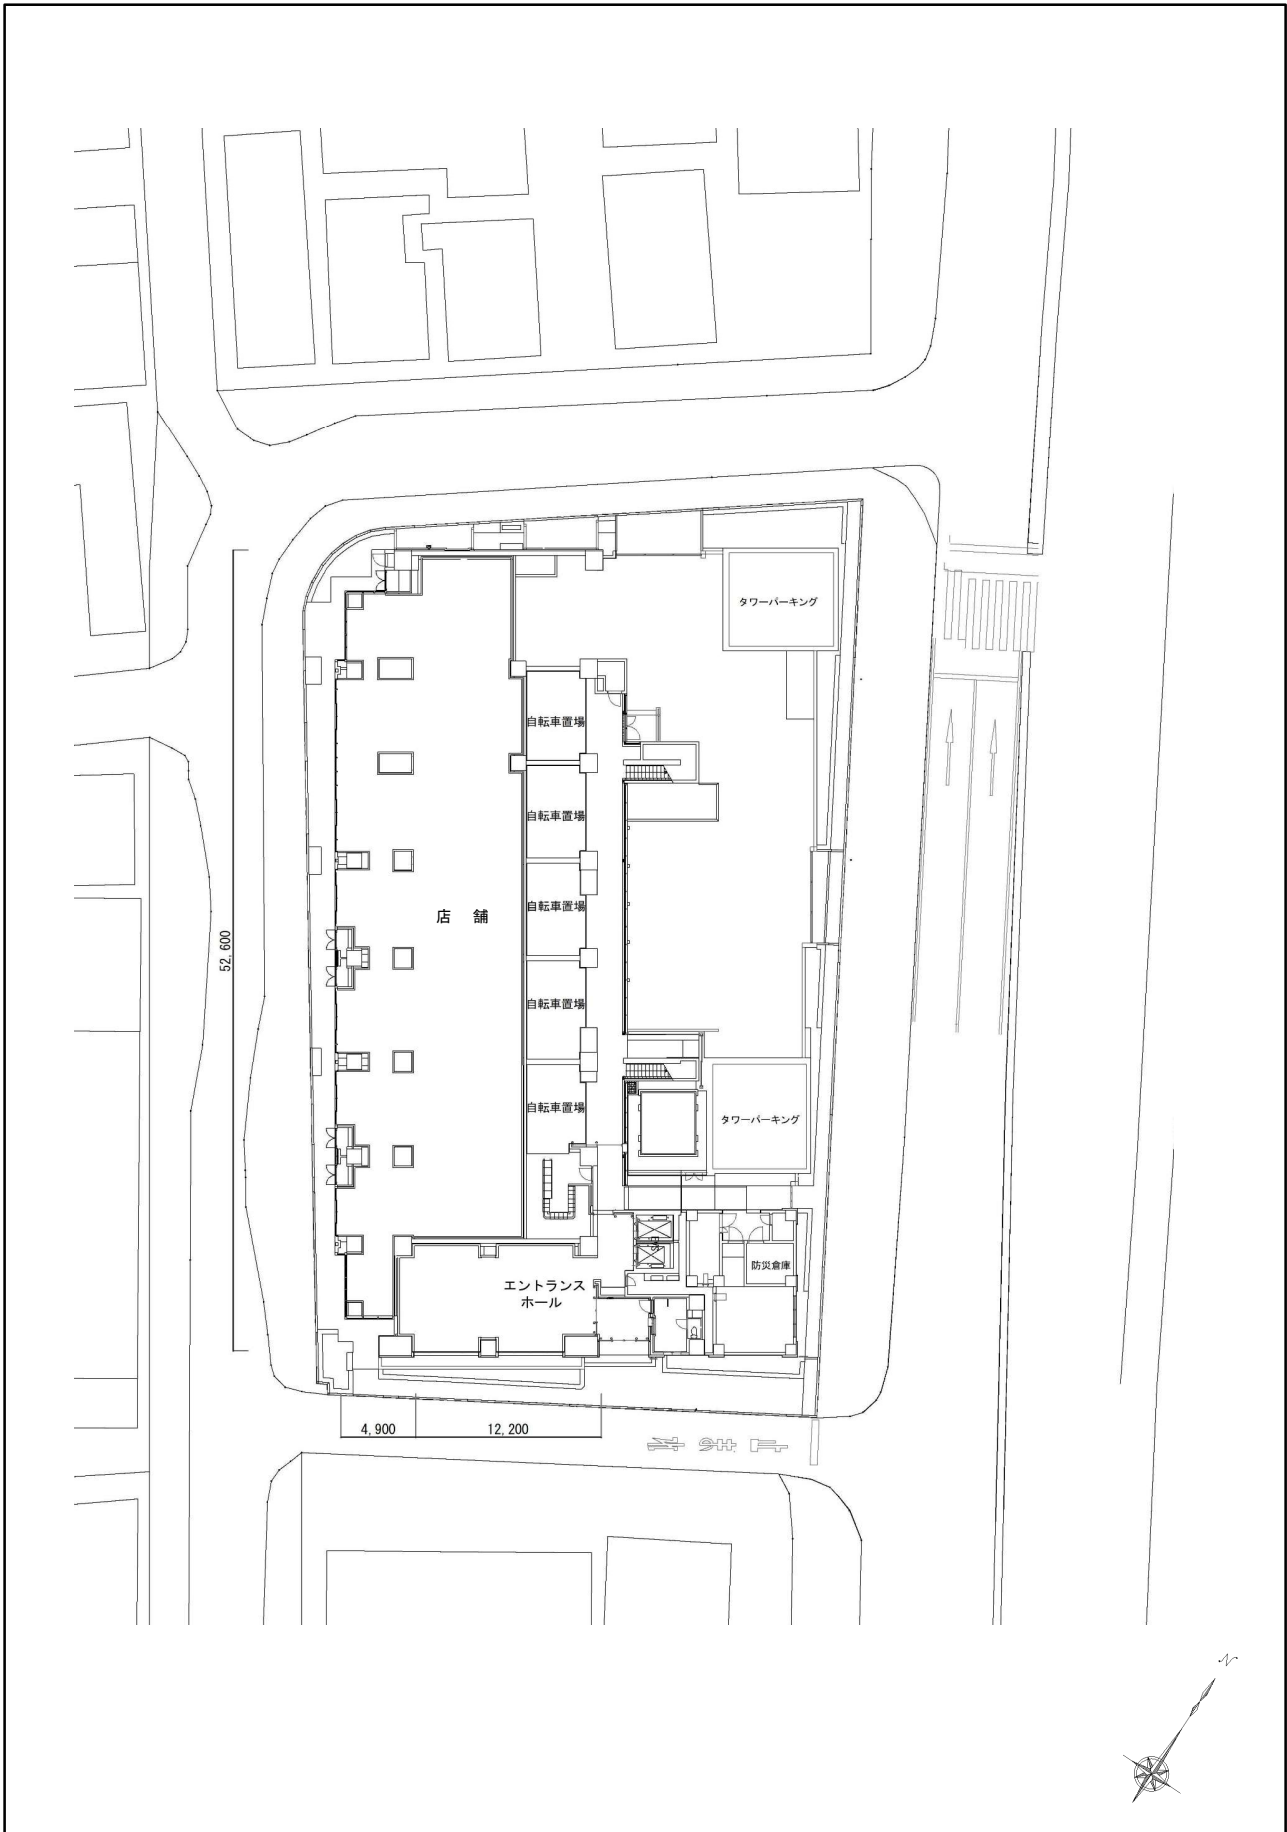 タワーパーキング
自転車置場
自転車置場
自転車置場
店 舗
52,600
自転車置場
自転車置場
タワーパーキング
防災倉庫
エントランス
ホール
4,900
12,200
止まれ
N